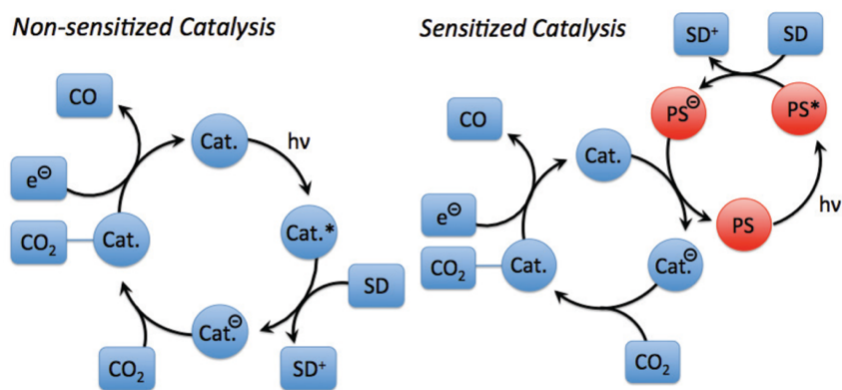 Non-sensitized Catalysis
CO
Cat.
hν
e⊖
CO₂
Cat.
Cat.*
SD
Cat.⊖
CO₂
SD⁺
Sensitized Catalysis
SD⁺
SD
PS⊖
PS*
CO
Cat.
e⊖
PS
hν
CO₂
Cat.
Cat.⊖
CO₂